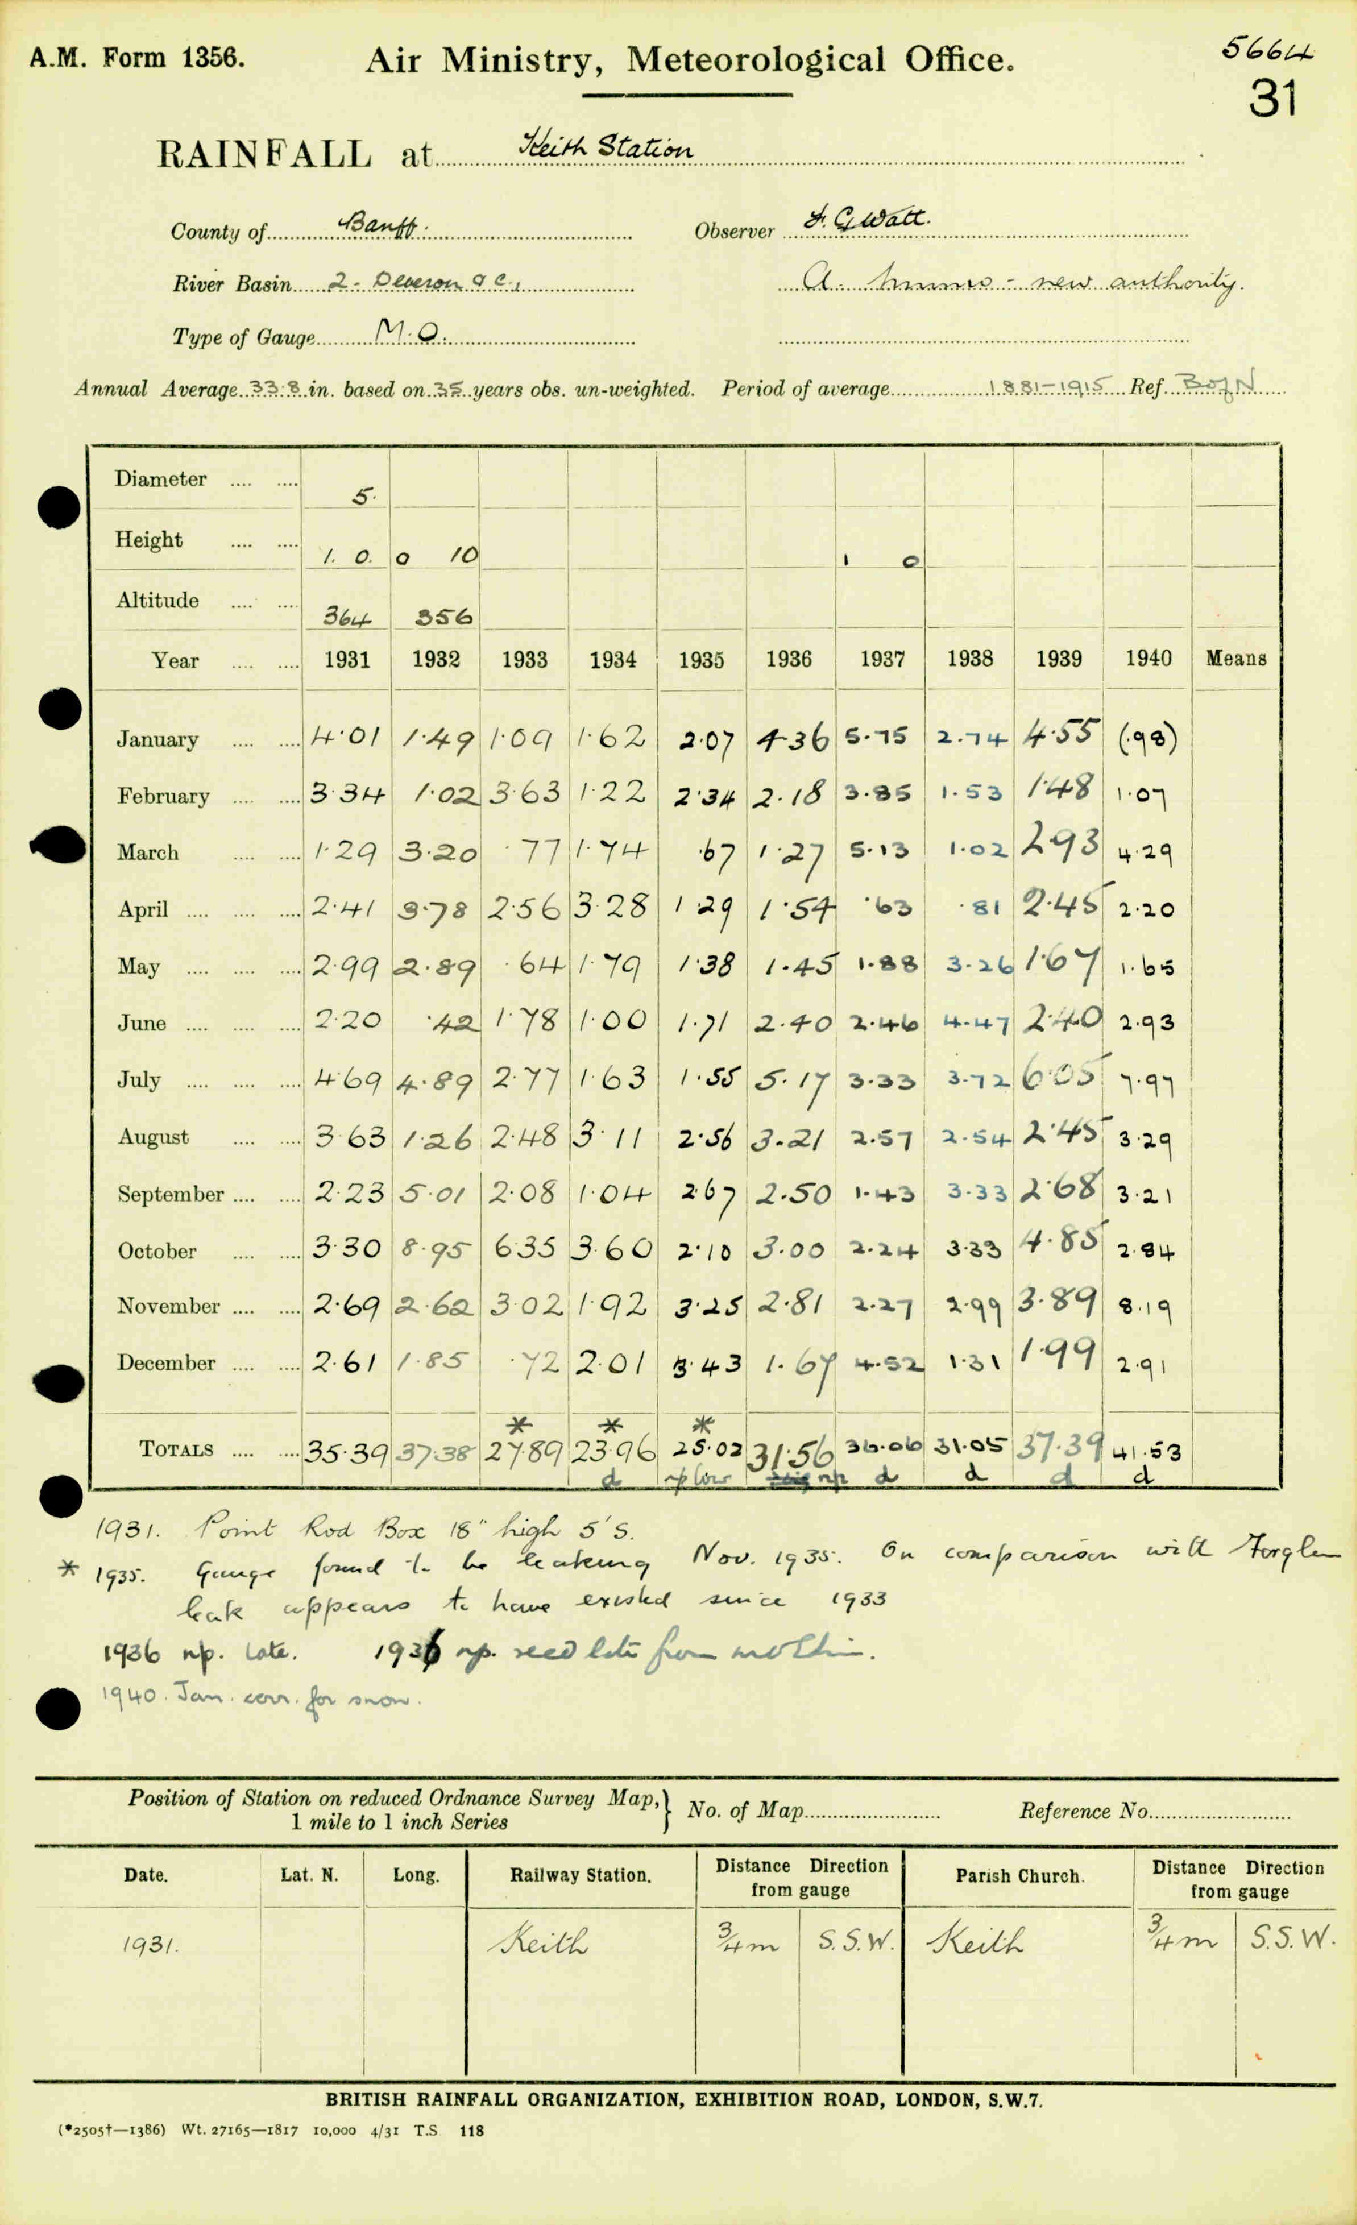 A.M. Form 1356. Air Ministry, Meteorological Office. 5664
31
RAINFALL at Keith Station
County of Banff. Observer F. G. Watt.
River Basin 2. Deveron &c., A. - new authority.
Type of Gauge M.O.
Annual Average 33.8 in. based on 35 years obs. un-weighted. Period of average 1881-1915 Ref. B of N
Diameter 5.
Height 1. 0. 0 10 1 0
Altitude 364 356
Year 1931 1932 1933 1934 1935 1936 1937 1938 1939 1940 Means
January 4.01 1.49 1.09 1.62 2.07 4.36 5.75 2.74 4.55 (.98)
February 3.34 1.02 3.63 1.22 2.34 2.18 3.85 1.53 1.48 1.07
March 1.29 3.20 .77 1.74 .67 1.27 5.13 1.02 2.93 4.29
April 2.41 3.78 2.56 3.28 1.29 1.54 .63 .81 2.45 2.20
May 2.99 2.89 .64 1.79 1.38 1.45 1.88 3.26 1.67 1.65
June 2.20 .42 1.78 1.00 1.71 2.40 2.46 4.47 2.40 2.93
July 4.69 4.89 2.77 1.63 1.55 5.17 3.33 3.72 6.05 7.97
August 3.63 1.26 2.48 3.11 2.56 3.21 2.57 2.54 2.45 3.29
September 2.23 5.01 2.08 1.04 2.67 2.50 1.43 3.33 2.68 3.21
October 3.30 8.95 6.35 3.60 2.10 3.00 2.24 3.33 4.85 2.84
November 2.69 2.62 3.02 1.92 3.25 2.81 2.27 2.99 3.89 8.19
December 2.61 1.85 .72 2.01 3.43 1.67 4.52 1.31 1.99 2.91
* * *
TOTALS 35.39 37.38 27.89 23.96 25.02 31.56 36.06 31.05 37.39 41.53
d np low np d d d d
1931. Point Rod Box 18" high 5' S.
* 1935. Gauge found to be leaking Nov. 1935. On comparison with Forglen
leak appears to have existed since 1933
1936 np. late. 1936 np. recd late from
1940. Jan. corr. for snow.
Position of Station on reduced Ordnance Survey Map, } No. of Map Reference No.
1 mile to 1 inch Series
Date. Lat. N. Long. Railway Station. Distance Direction from gauge Parish Church. Distance Direction from gauge
1931. Keith 3/4 m S.S.W. Keith 3/4 m S.S.W.
BRITISH RAINFALL ORGANIZATION, EXHIBITION ROAD, LONDON, S.W.7.
(*2505†—1386) Wt. 27165—1817 10,000 4/31 T.S. 118